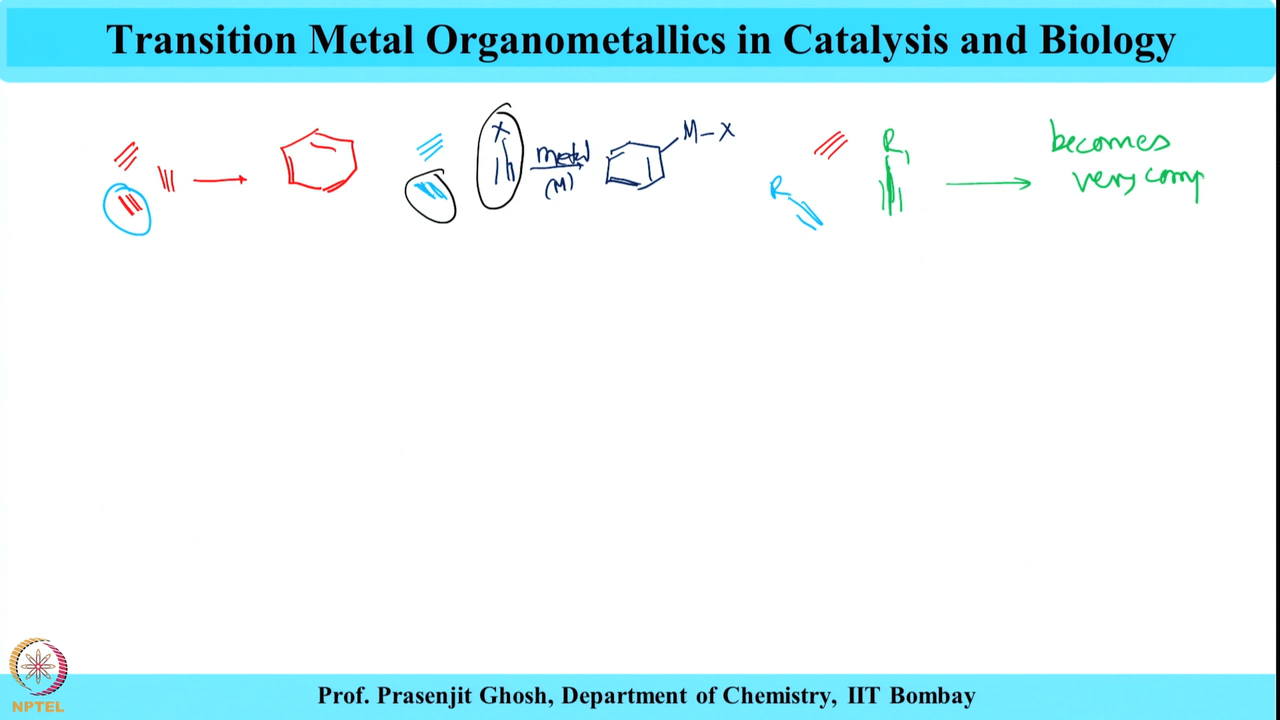 Transition Metal Organometallics in Catalysis and Biology
X
metal
(M)
M-X
R
R1
becomes
very comp
Prof. Prasenjit Ghosh, Department of Chemistry, IIT Bombay
NPTEL